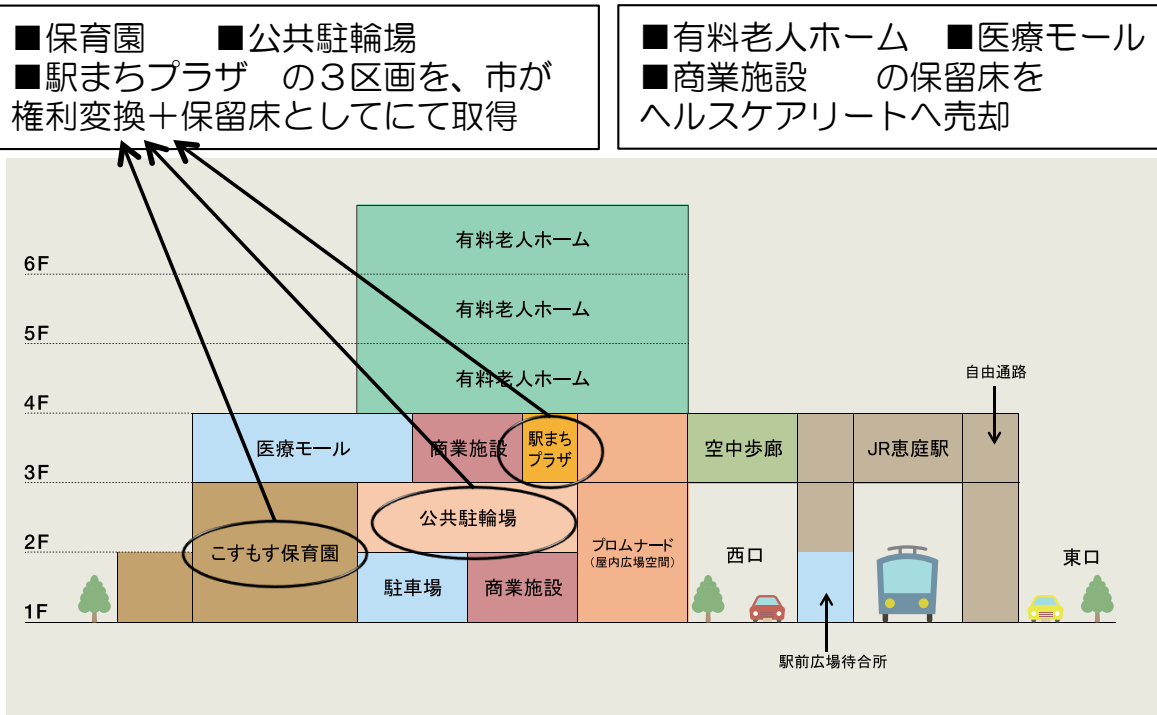 ■保育園　　■公共駐輪場
■駅まちプラザ　の３区画を、市が
権利変換＋保留床としてにて取得
■有料老人ホーム　■医療モール
■商業施設　　の保留床を
ヘルスケアリートへ売却
有料老人ホーム
6F
有料老人ホーム
5F
有料老人ホーム
自由通路
4F
医療モール
商業施設
駅まち
プラザ
空中歩廊
JR恵庭駅
3F
公共駐輪場
こすもす保育園
プロムナード
(屋内広場空間)
西口
東口
2F
駐車場
商業施設
1F
駅前広場待合所